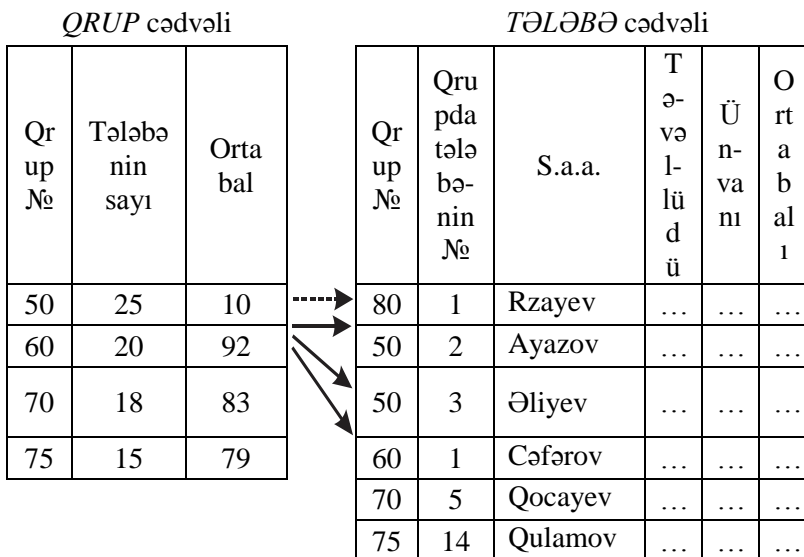 QRUP cədvəli
TƏLƏBƏ cədvəli
Qr
up
№
Tələbə
nin
sayı
Orta
bal
50 25 10
60 20 92
70 18 83
75 15 79
Qr
up
№
Qru
pda
tələ
bə-
nin
№
S.a.a.
T
ə-
və
l-
lü
d
ü
Ü
n-
va
nı
O
rt
a
b
al
ı
80 1 Rzayev … … …
50 2 Ayazov … … …
50 3 Əliyev … … …
60 1 Cəfərov … … …
70 5 Qocayev … … …
75 14 Qulamov … … …